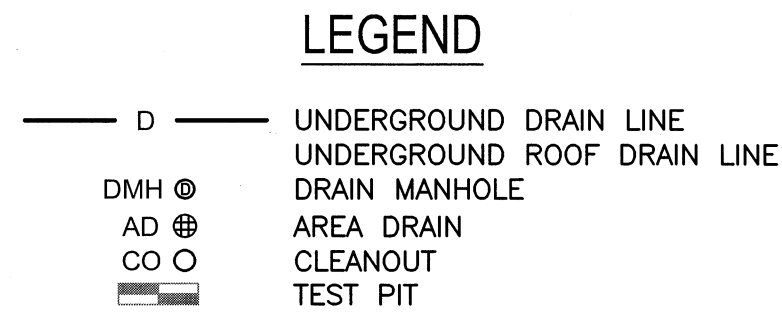 LEGEND
D UNDERGROUND DRAIN LINE
UNDERGROUND ROOF DRAIN LINE
DMH D DRAIN MANHOLE
AD AREA DRAIN
CO CLEANOUT
TEST PIT